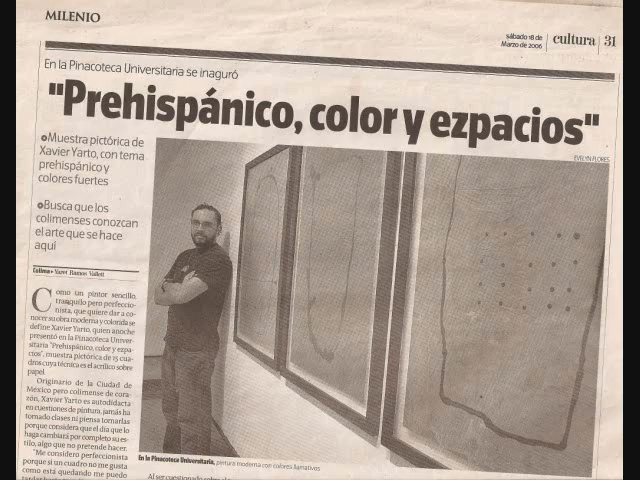 MILENIO
sábado 18 de
Marzo de 2006
cultura 31
En la Pinacoteca Universitaria se inauguró
"Prehispánico, color y ezpacios"
Muestra pictórica de
Xavier Yarto, con tema
prehispánico y
colores fuertes
Busca que los
colimenses conozcan
el arte que se hace
aquí
EVELYN FLORES
Colima • Yaret Ramos
Como un pintor sencillo,
tranquilo pero perfeccio-
nista, que quiere dar a co-
nocer su obra moderna y colorida se
define Xavier Yarto, quien anoche
presentó en la Pinacoteca Univer-
sitaria "Prehispánico, color y ezpa-
cios", muestra pictórica de 15 cua-
dros cuya técnica es el acrílico sobre
papel.
Originario de la Ciudad de
Mexico pero colimense de cora-
zón, Xavier Yarto es autodidacta
en cuestiones de pintura, jamás ha
tomado clases ni piensa tomarlas
porque considera que el día que lo
haga cambiará por completo su es-
tilo, algo que no pretende hacer.
"Me considero perfeccionista
porque si un cuadro no me gusta
como está quedando me puedo
En la Pinacoteca Universitaria, pintura moderna con colores llamativos
Al ser cuestionado sobre